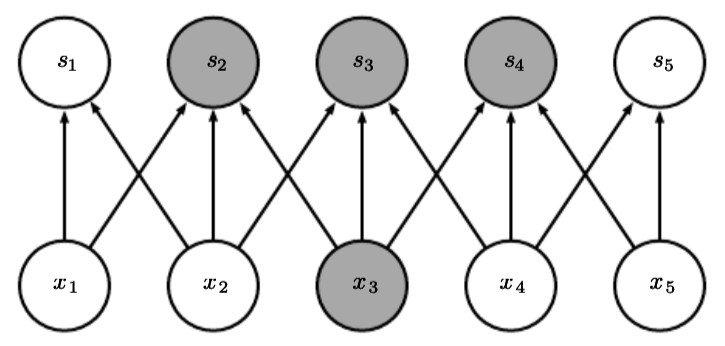 s₁ s₂ s₃ s₄ s₅
x₁ x₂ x₃ x₄ x₅